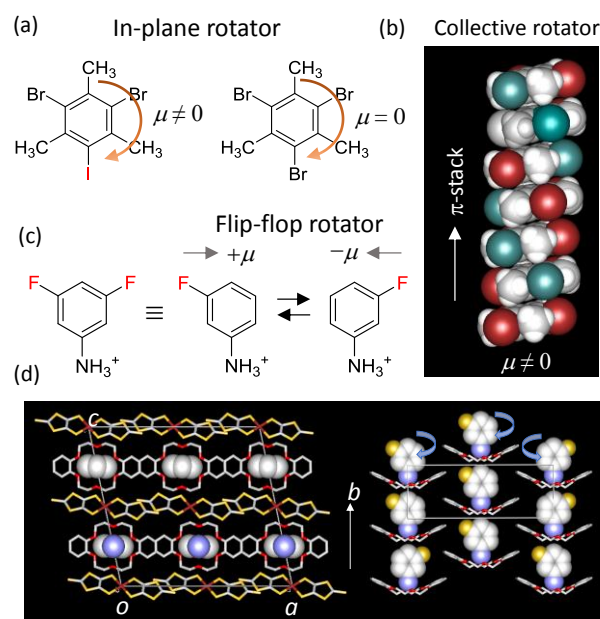 (a) In-plane rotator
CH3 CH3
Br Br μ ≠ 0 Br Br μ = 0
H3C CH3 H3C CH3
I Br
(b) Collective rotator
π-stack
μ ≠ 0
(c) Flip-flop rotator
+μ −μ
F F ≡ F F
NH3+ NH3+ NH3+
(d)
c
b
o a